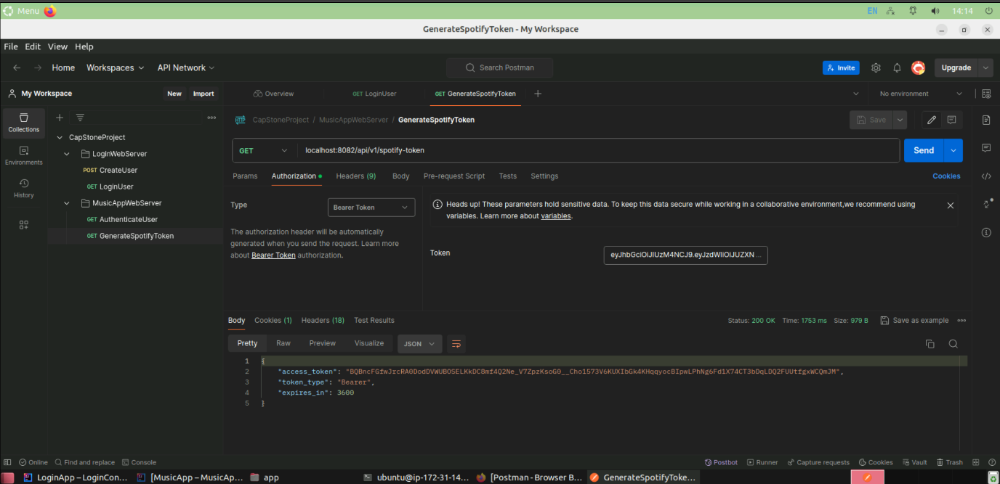 Menu EN 14:14
GenerateSpotifyToken - My Workspace
File Edit View Help
Home Workspaces API Network Search Postman Invite Upgrade
My Workspace New Import Overview GET LoginUser GET GenerateSpotifyToken No environment
Collections
Environments
History
CapStoneProject
LoginWebServer
POST CreateUser
GET LoginUser
MusicAppWebServer
GET AuthenticateUser
GET GenerateSpotifyToken
HTTP CapStoneProject / MusicAppWebServer / GenerateSpotifyToken Save
GET localhost:8082/api/v1/spotify-token Send
Params Authorization Headers (9) Body Pre-request Script Tests Settings Cookies
Type Bearer Token
The authorization header will be automatically
generated when you send the request. Learn more
about Bearer Token authorization.
Heads up! These parameters hold sensitive data. To keep this data secure while working in a collaborative environment,we recommend using
variables. Learn more about variables.
Token eyJhbGciOiJIUzM4NCJ9.eyJzdWIiOiJUZXN ...
Body Cookies (1) Headers (18) Test Results Status: 200 OK Time: 1753 ms Size: 979 B Save as example
Pretty Raw Preview Visualize JSON
1 {
2 "access_token": "BQBncFGfwJrcRA0DodDVWUBOSELKkDC8mf4Q2Ne_V7ZpzKsoG0__Cho1573V6KUXIbGk4KHqqyocBIpwLPhNg6Fd1X74CT3bDqLDQ2FUUtfgxWCQmJM",
3 "token_type": "Bearer",
4 "expires_in": 3600
5 }
Online Find and replace Console Postbot Runner Capture requests Cookies Vault Trash
LoginApp – LoginCon... [MusicApp – MusicAp... app ubuntu@ip-172-31-14... [Postman - Browser B... GenerateSpotifyToke...